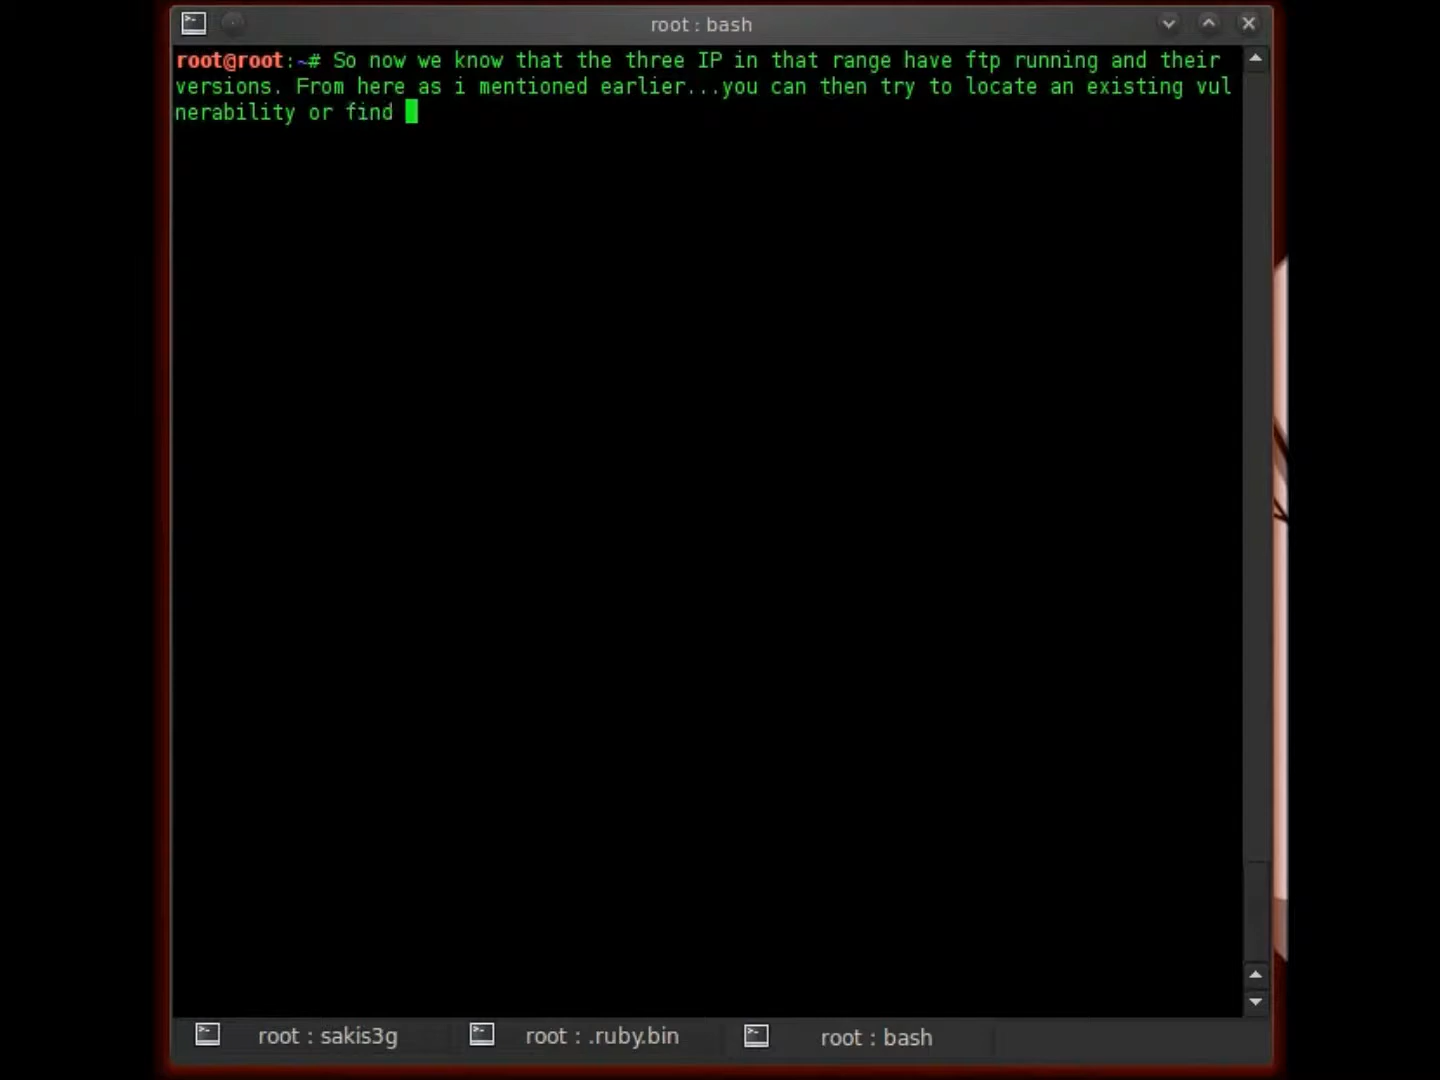 root : bash
root@root:~# So now we know that the three IP in that range have ftp running and their
versions. From here as i mentioned earlier...you can then try to locate an existing vul
nerability or find
root : sakis3g
root : .ruby.bin
root : bash